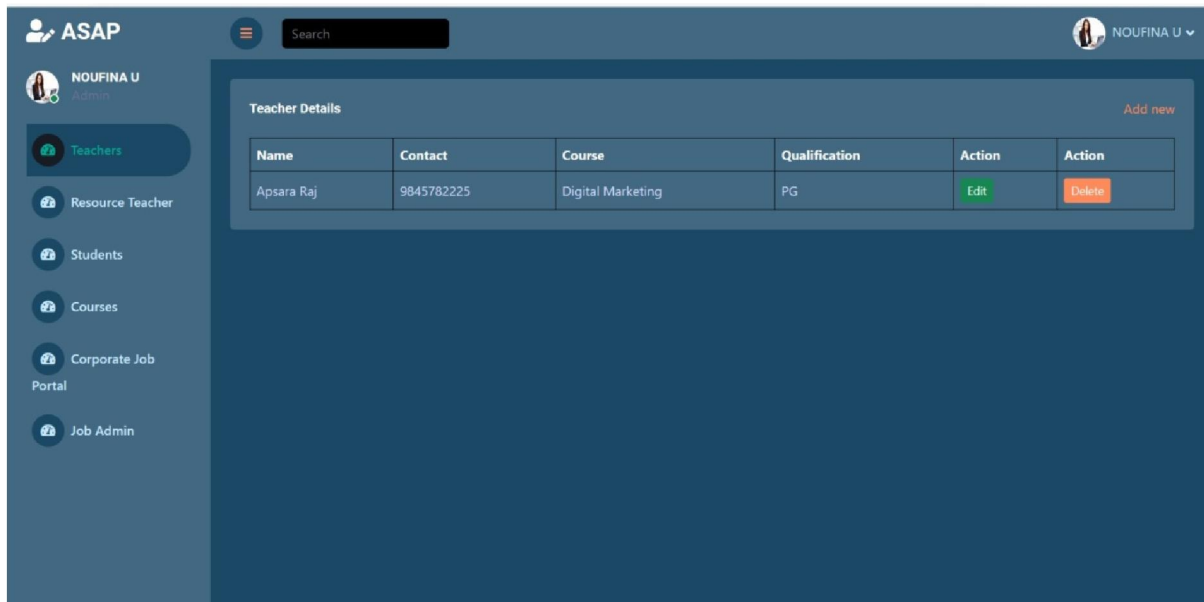 ASAP
Search
NOUFINA U
NOUFINA U
Admin
Teachers
Resource Teacher
Students
Courses
Corporate Job
Portal
Job Admin
Teacher Details
Add new
Name Contact Course Qualification Action Action
Apsara Raj 9845782225 Digital Marketing PG Edit Delete